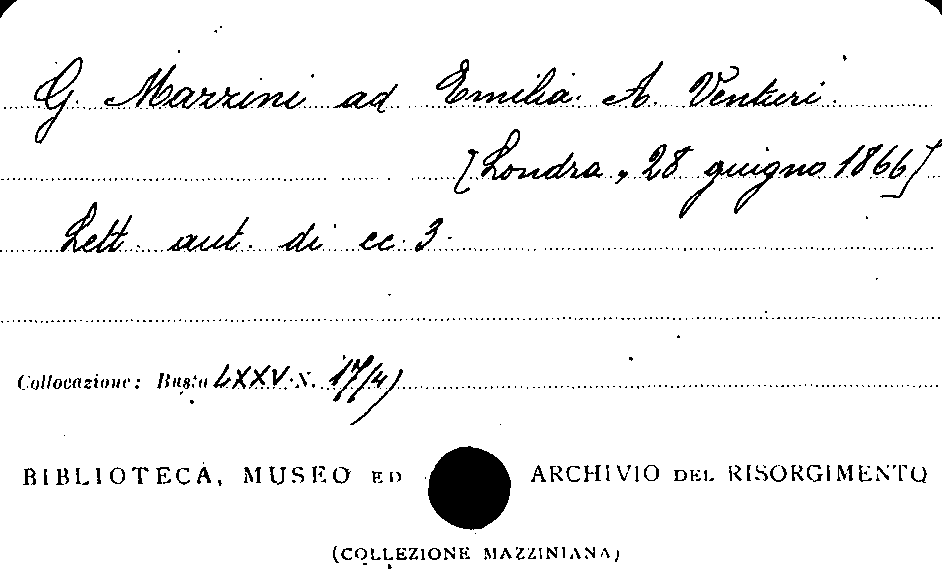 G. Mazzini ad Emilia A. Venturi.
[Londra, 28 giugno 1866]
Lett. aut. di cc. 3.
Collocazione: Busta LXXV N. 17/4)
BIBLIOTECA, MUSEO ED ARCHIVIO DEL RISORGIMENTO
(COLLEZIONE MAZZINIANA)